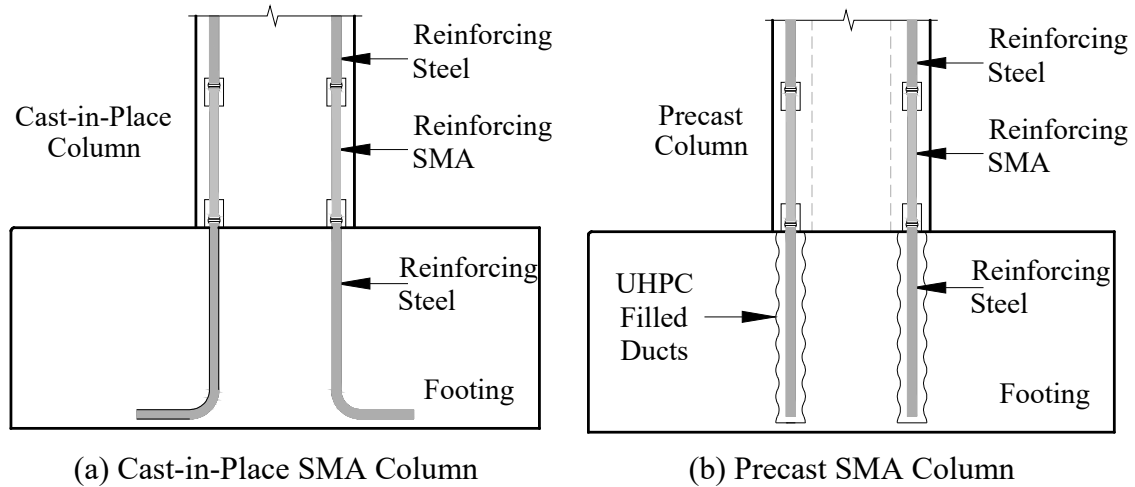 Reinforcing
Steel
Cast-in-Place
Column
Reinforcing
SMA
Reinforcing
Steel
Footing
(a) Cast-in-Place SMA Column
Reinforcing
Steel
Precast
Column
Reinforcing
SMA
UHPC
Filled
Ducts
Reinforcing
Steel
Footing
(b) Precast SMA Column